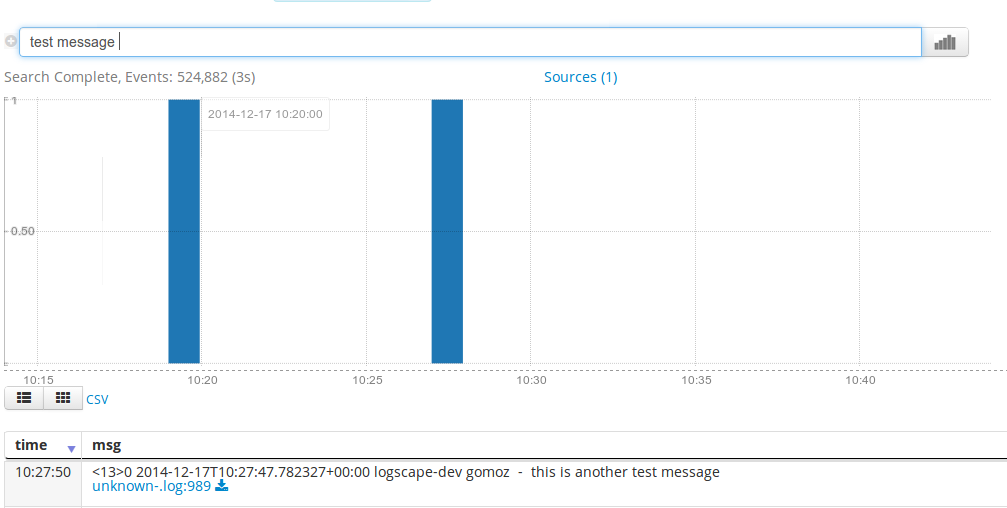 test message
Search Complete, Events: 524,882 (3s)
Sources (1)
1
2014-12-17 10:20:00
0.50
10:15 10:20 10:25 10:30 10:35 10:40
CSV
time msg
10:27:50 <13>0 2014-12-17T10:27:47.782327+00:00 logscape-dev gomoz - this is another test message
unknown-.log:989